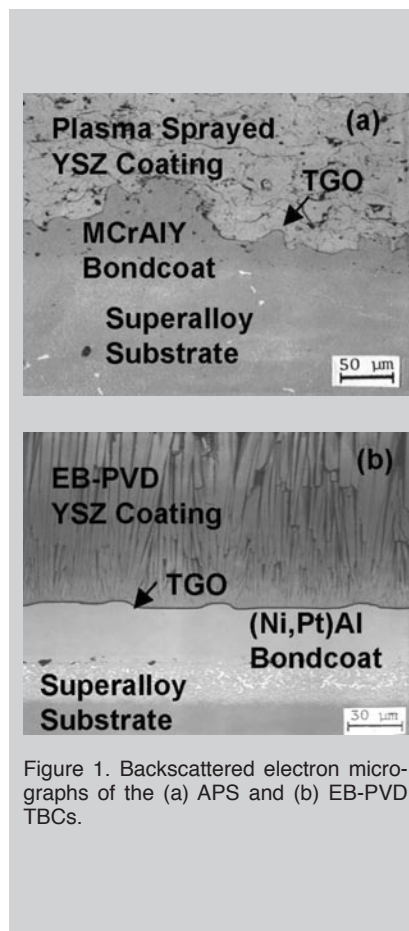 (a)
Plasma Sprayed
YSZ Coating
TGO
MCrAlY
Bondcoat
Superalloy
Substrate
50 μm
(b)
EB-PVD
YSZ Coating
TGO
(Ni,Pt)Al
Bondcoat
Superalloy
Substrate
30 μm
Figure 1. Backscattered electron micro-
graphs of the (a) APS and (b) EB-PVD
TBCs.